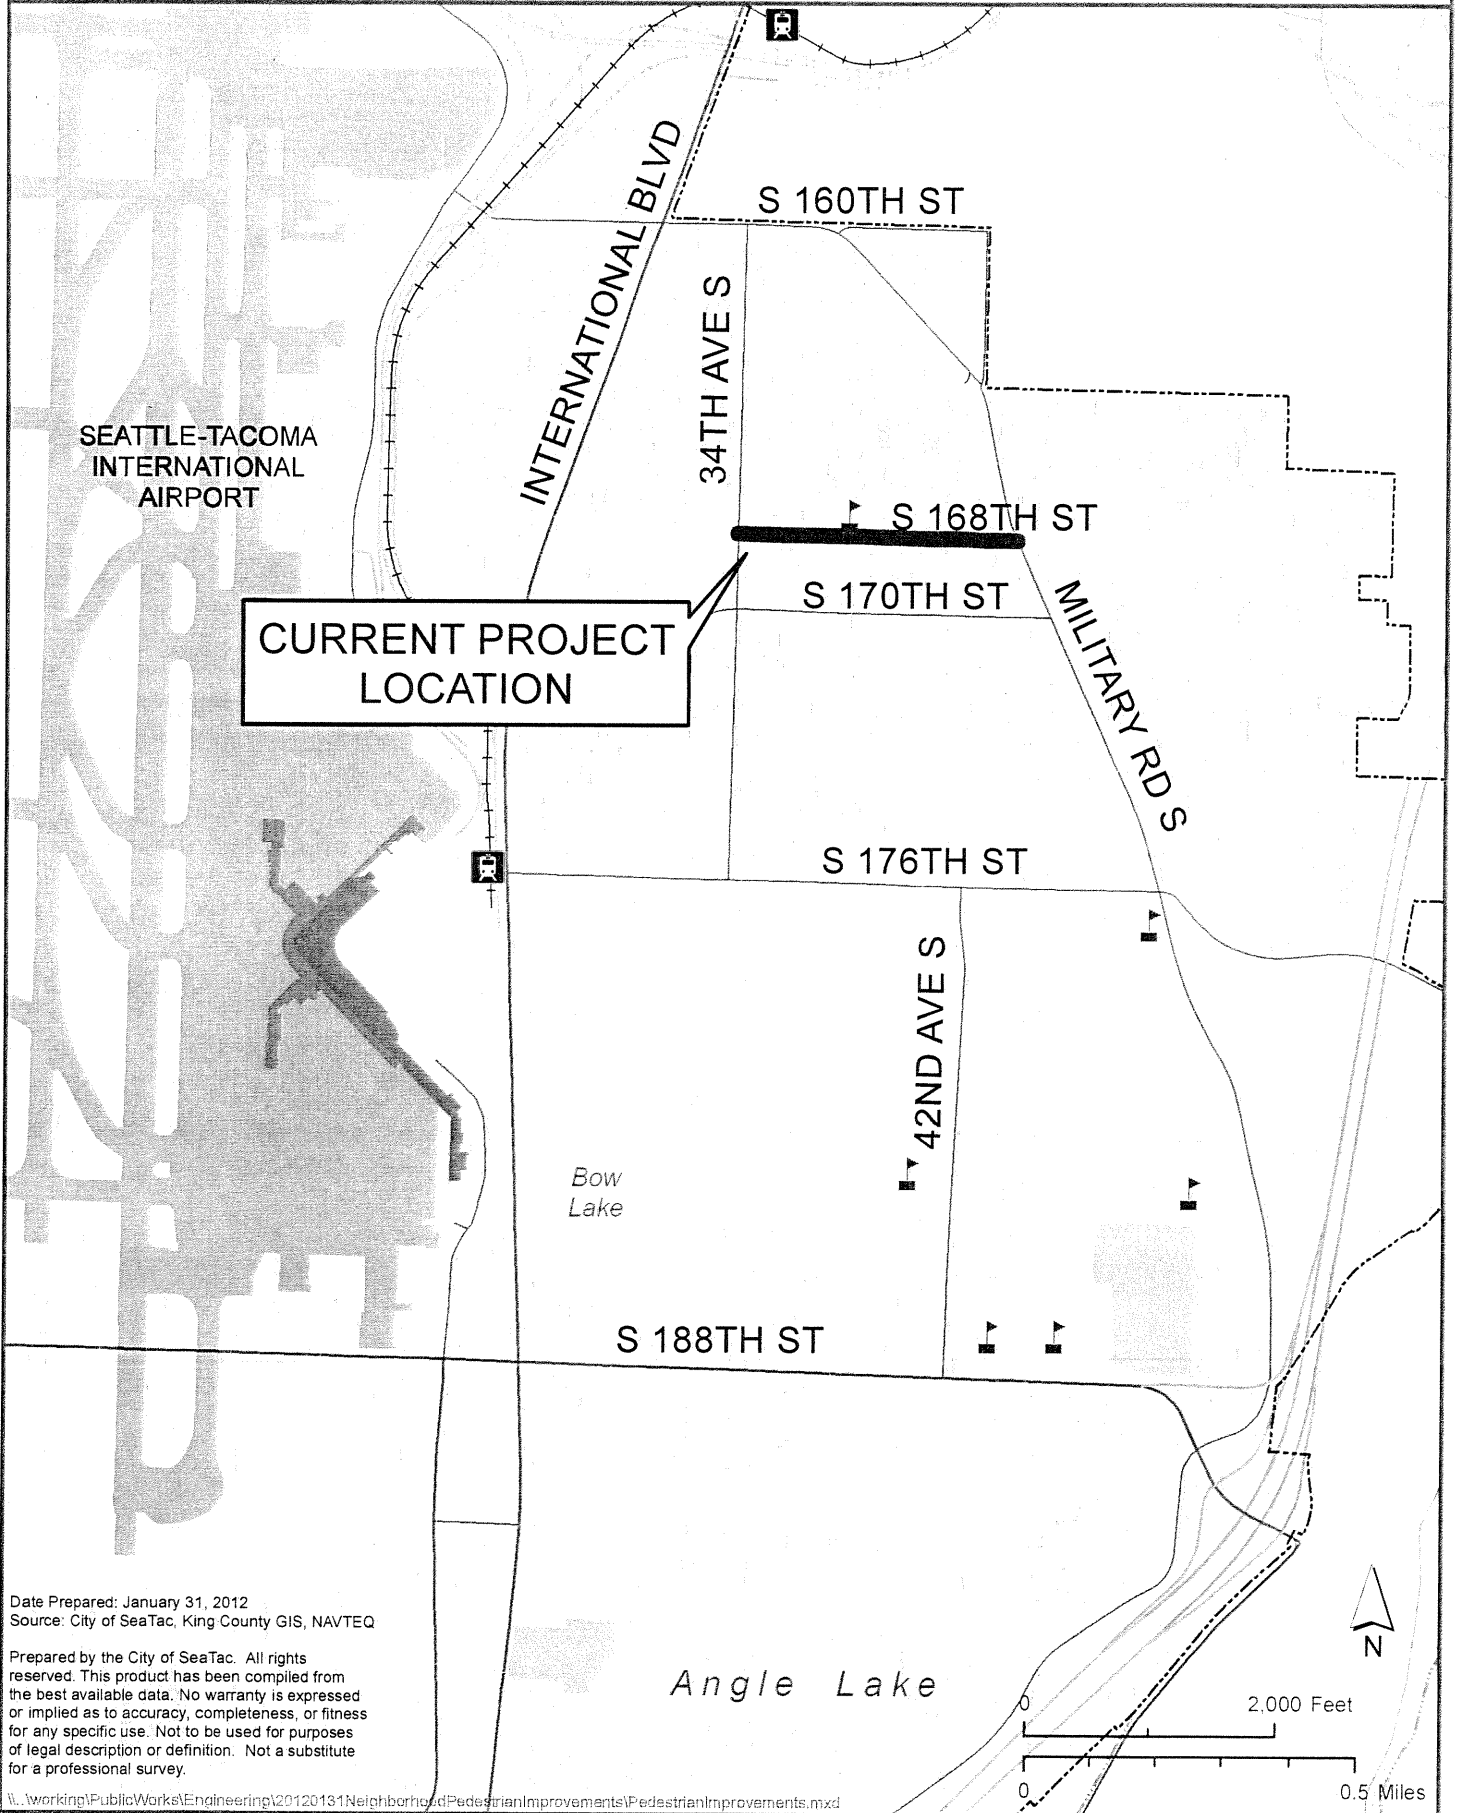 S 160TH ST
INTERNATIONAL BLVD
34TH AVE S
SEATTLE-TACOMA
INTERNATIONAL
AIRPORT
S 168TH ST
S 170TH ST
CURRENT PROJECT
LOCATION
MILITARY RD S
S 176TH ST
42ND AVE S
Bow
Lake
S 188TH ST
Date Prepared: January 31, 2012
Source: City of SeaTac, King County GIS, NAVTEQ
Prepared by the City of SeaTac. All rights
reserved. This product has been compiled from
the best available data. No warranty is expressed
or implied as to accuracy, completeness, or fitness
for any specific use. Not to be used for purposes
of legal description or definition. Not a substitute
for a professional survey.
Angle Lake
N
0 2,000 Feet
0 0.5 Miles
\\...\working\PublicWorks\Engineering\20120131NeighborhoodPedestrianImprovements\PedestrianImprovements.mxd